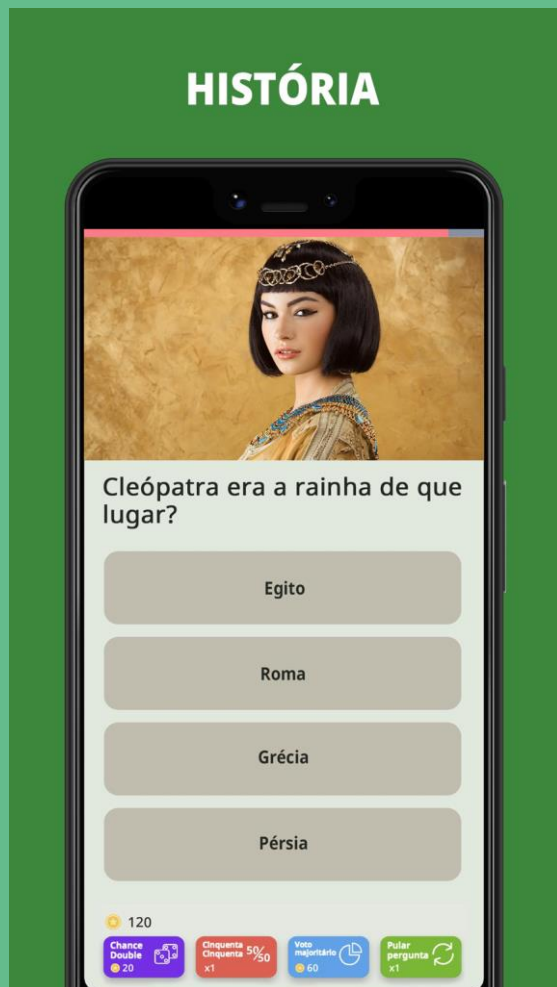 HISTÓRIA
Cleópatra era a rainha de que
lugar?
Egito
Roma
Grécia
Pérsia
120
Chance
Double
20
Cinquenta
Cinquenta
50%50
x1
Voto
majoritário
60
Pular
pergunta
x1